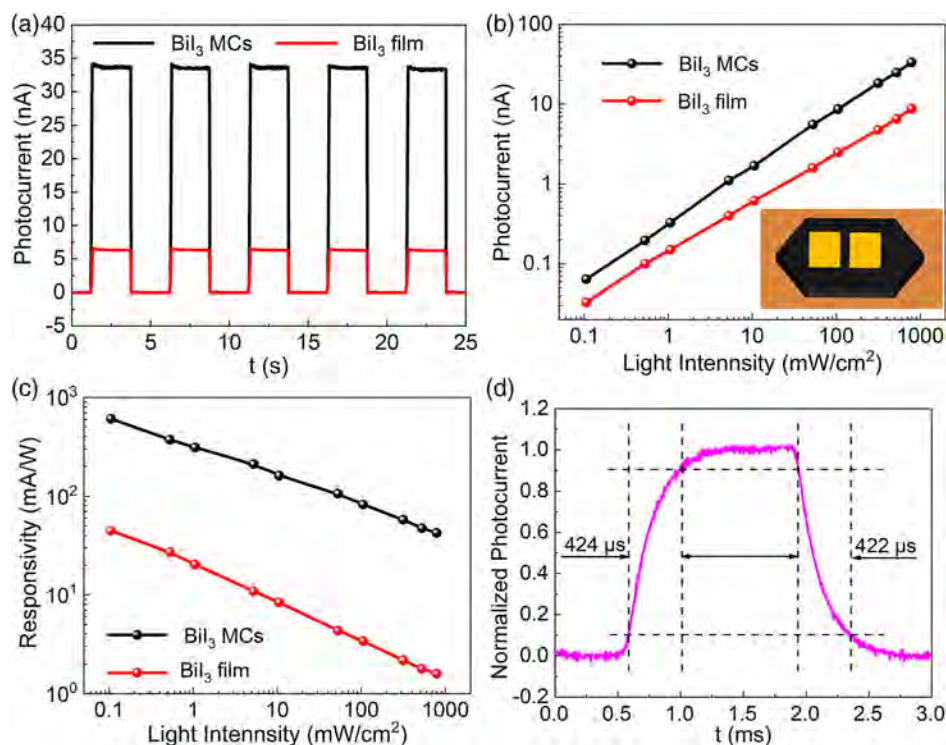 (a)
BiI₃ MCs
BiI₃ film
Photocurrent (nA)
40
35
30
25
20
15
10
5
0
-5
0
5
10
15
20
25
t (s)
(b)
BiI₃ MCs
BiI₃ film
Photocurrent (nA)
100
10
1
0.1
0.1
1
10
100
1000
Light Intennsity (mW/cm²)
(c)
BiI₃ MCs
BiI₃ film
Responsivity (mA/W)
10³
10²
10¹
10⁰
0.1
1
10
100
1000
Light Intennsity (mW/cm²)
(d)
424 µs
422 µs
Normalized Photocurrent
1.2
1.0
0.8
0.6
0.4
0.2
0.0
-0.2
0.0
0.5
1.0
1.5
2.0
2.5
3.0
t (ms)